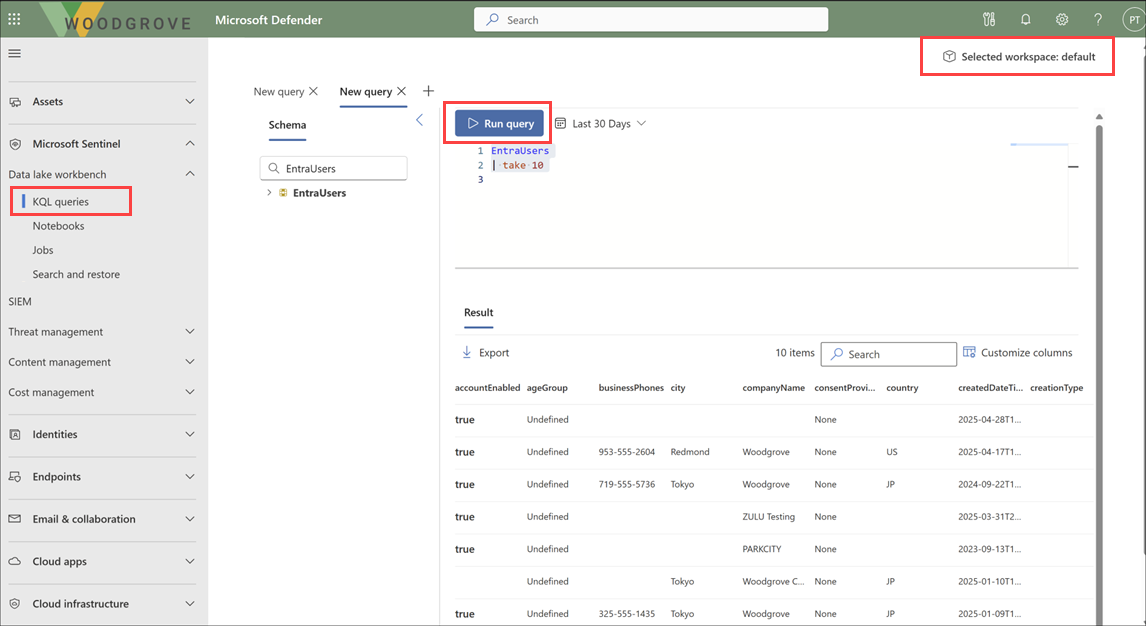 WOODGROVE
Microsoft Defender
Search
PT
Selected workspace: default
Assets
Microsoft Sentinel
Data lake workbench
KQL queries
Notebooks
Jobs
Search and restore
SIEM
Threat management
Content management
Cost management
Identities
Endpoints
Email & collaboration
Cloud apps
Cloud infrastructure
New query
New query
Schema
EntraUsers
EntraUsers
Run query
Last 30 Days
1 EntraUsers
2 | take 10
3
Result
Export
10 items
Search
Customize columns
accountEnabled ageGroup businessPhones city companyName consentProvi... country createdDateTi... creationType
true Undefined None 2025-04-28T1...
true Undefined 953-555-2604 Redmond Woodgrove None US 2025-04-17T1...
true Undefined 719-555-5736 Tokyo Woodgrove None JP 2024-09-22T1...
true Undefined ZULU Testing None 2025-03-31T2...
true Undefined PARKCITY None 2023-09-13T1...
Undefined Tokyo Woodgrove C... None JP 2025-01-10T1...
true Undefined 325-555-1435 Tokyo Woodgrove None JP 2025-01-09T1...